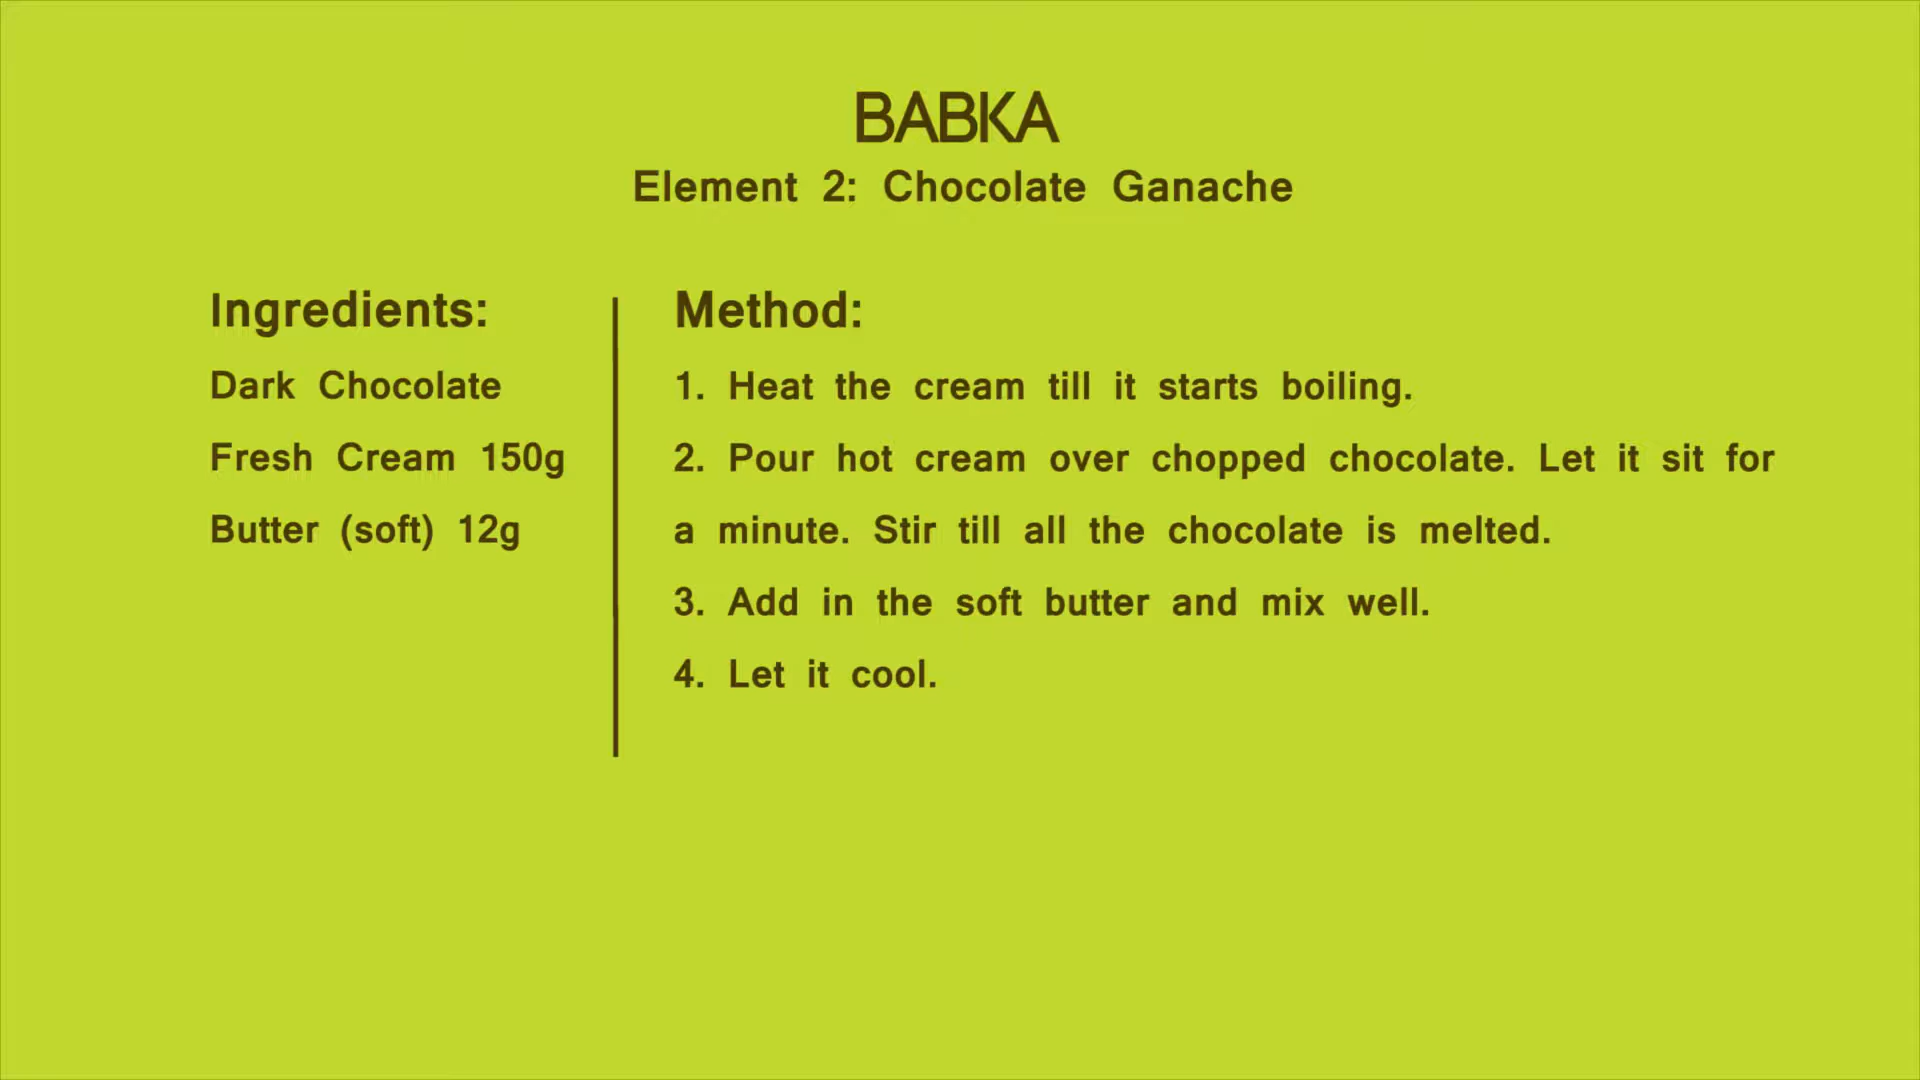 BABKA
Element 2: Chocolate Ganache
Ingredients:
Dark Chocolate
Fresh Cream 150g
Butter (soft) 12g
Method:
1. Heat the cream till it starts boiling.
2. Pour hot cream over chopped chocolate. Let it sit for
a minute. Stir till all the chocolate is melted.
3. Add in the soft butter and mix well.
4. Let it cool.